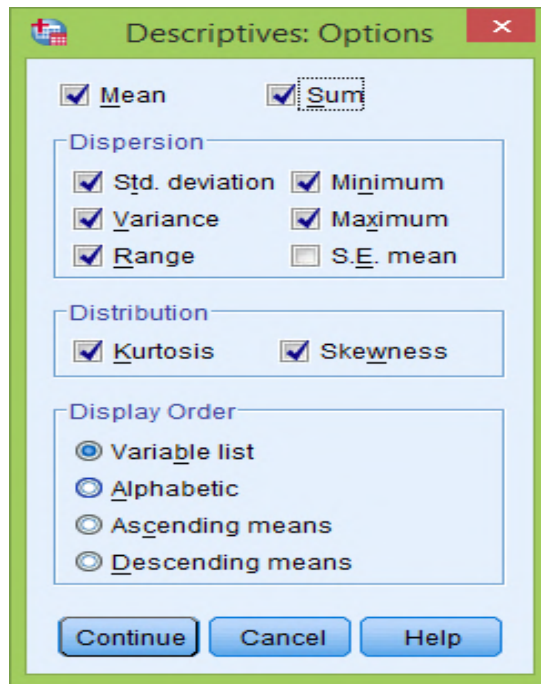 Descriptives: Options
Mean Sum
Dispersion
Std. deviation Minimum
Variance Maximum
Range S.E. mean
Distribution
Kurtosis Skewness
Display Order
Variable list
Alphabetic
Ascending means
Descending means
Continue Cancel Help